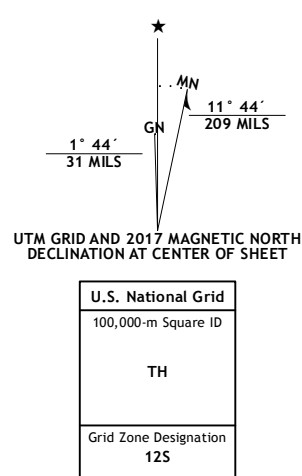 ★
MN
11° 44´
209 MILS
GN
1° 44´
31 MILS
UTM GRID AND 2017 MAGNETIC NORTH
DECLINATION AT CENTER OF SHEET
U.S. National Grid
100,000-m Square ID
TH
Grid Zone Designation
12S